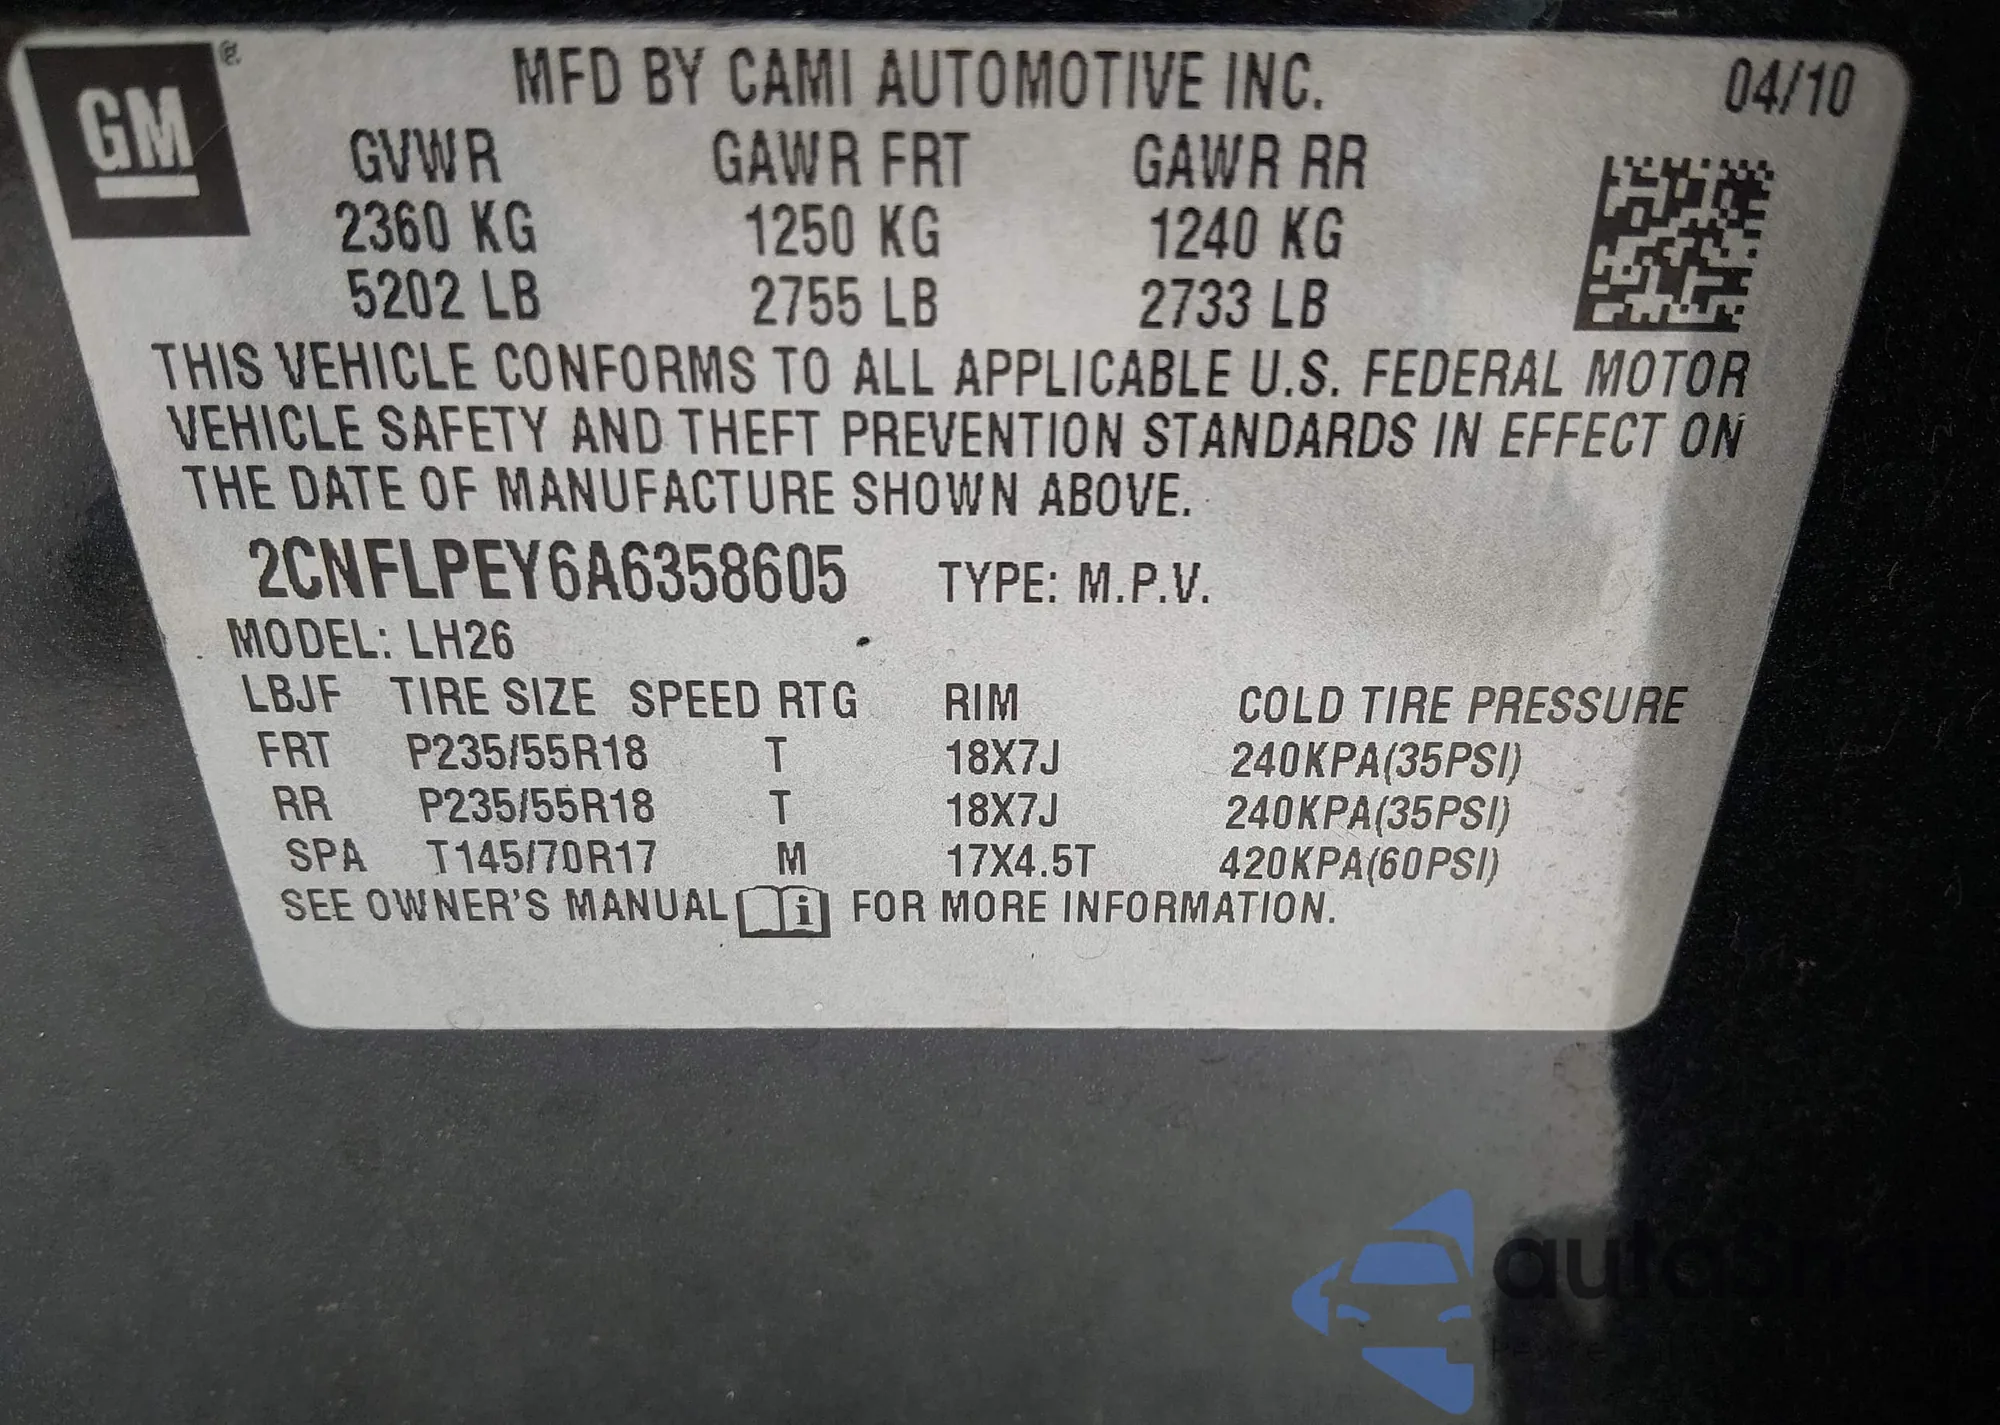 GM®
MFD BY CAMI AUTOMOTIVE INC. 04/10
GVWR GAWR FRT GAWR RR
2360 KG 1250 KG 1240 KG
5202 LB 2755 LB 2733 LB
THIS VEHICLE CONFORMS TO ALL APPLICABLE U.S. FEDERAL MOTOR
VEHICLE SAFETY AND THEFT PREVENTION STANDARDS IN EFFECT ON
THE DATE OF MANUFACTURE SHOWN ABOVE.
2CNFLPEY6A6358605 TYPE: M.P.V.
MODEL: LH26
LBJF TIRE SIZE SPEED RTG RIM COLD TIRE PRESSURE
FRT P235/55R18 T 18X7J 240KPA(35PSI)
RR P235/55R18 T 18X7J 240KPA(35PSI)
SPA T145/70R17 M 17X4.5T 420KPA(60PSI)
SEE OWNER'S MANUAL i FOR MORE INFORMATION.